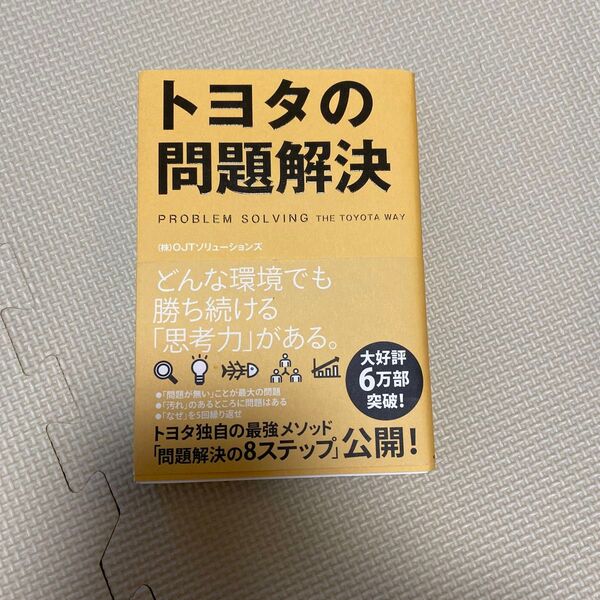 トヨタの
問題解決
PROBLEM SOLVING THE TOYOTA WAY
(株)OJTソリューションズ
どんな環境でも
勝ち続ける
「思考力」がある。
●「問題が無い」ことが最大の問題
●「汚れ」のあるところに問題はある
●「なぜ」を5回繰り返せ
大好評
6万部
突破!
トヨタ独自の最強メソッド
「問題解決の8ステップ」公開!